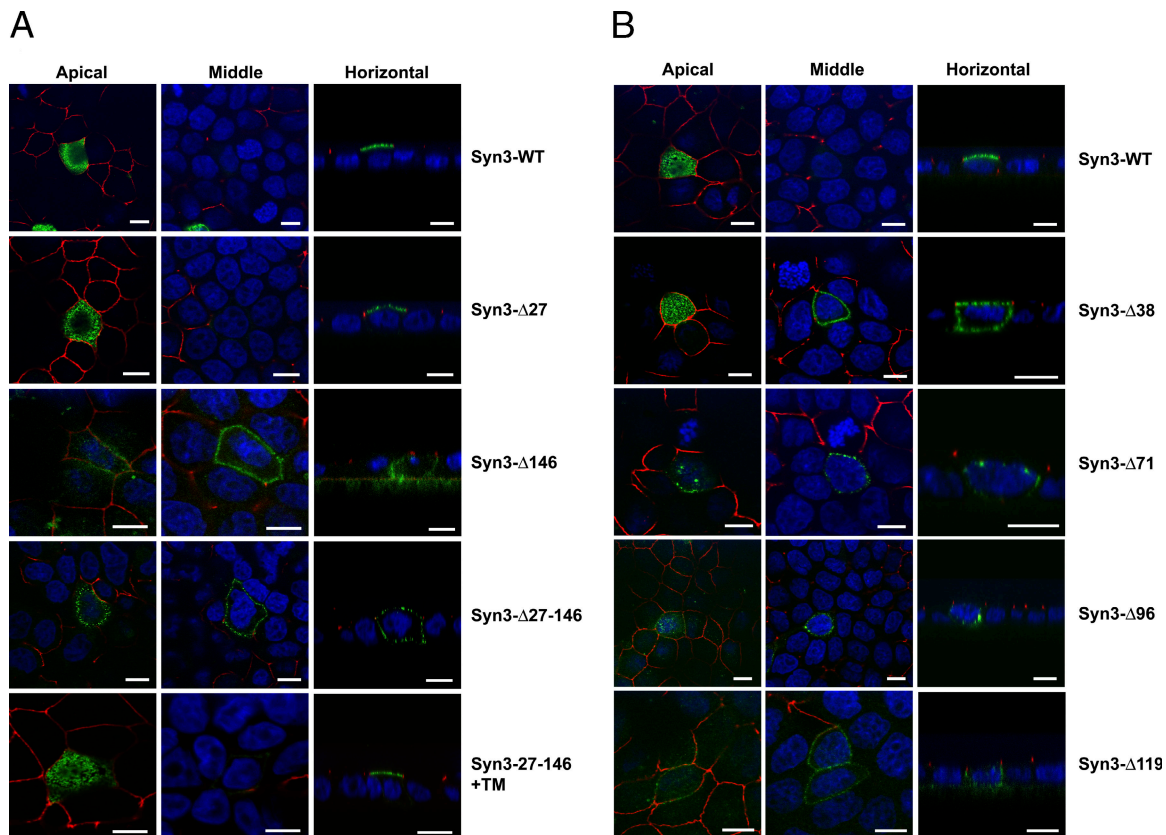 A
Apical Middle Horizontal
Syn3-WT
Syn3-Δ27
Syn3-Δ146
Syn3-Δ27-146
Syn3-27-146
+TM
B
Apical Middle Horizontal
Syn3-WT
Syn3-Δ38
Syn3-Δ71
Syn3-Δ96
Syn3-Δ119